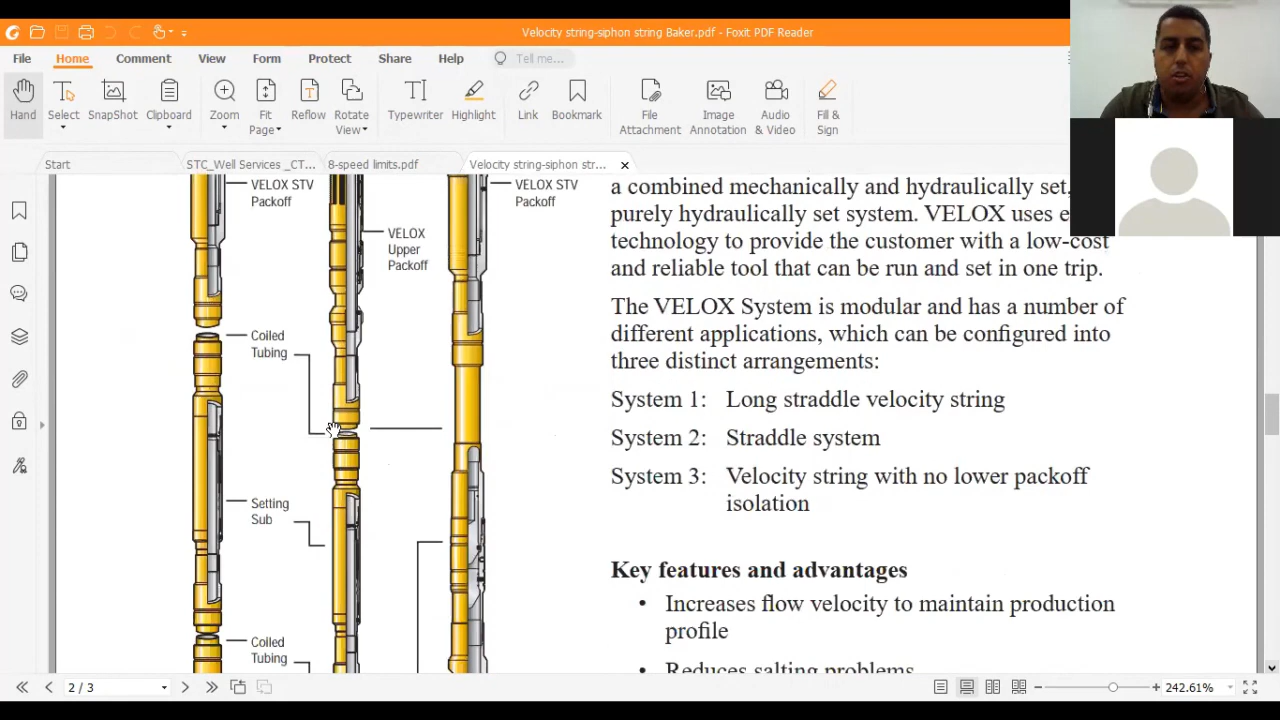 Velocity string-siphon string Baker.pdf - Foxit PDF Reader
File Home Comment View Form Protect Share Help Tell me...
Hand Select SnapShot Clipboard Zoom Fit Page Reflow Rotate View Typewriter Highlight Link Bookmark File Attachment Image Annotation Audio & Video Fill & Sign
Start STC_Well Services _CT... 8-speed limits.pdf Velocity string-siphon str...
VELOX STV
Packoff
VELOX
Upper
Packoff
VELOX STV
Packoff
Coiled
Tubing
Setting
Sub
Coiled
Tubing
a combined mechanically and hydraulically set,
purely hydraulically set system. VELOX uses e
technology to provide the customer with a low-cost
and reliable tool that can be run and set in one trip.
The VELOX System is modular and has a number of
different applications, which can be configured into
three distinct arrangements:
System 1: Long straddle velocity string
System 2: Straddle system
System 3: Velocity string with no lower packoff
isolation
Key features and advantages
• Increases flow velocity to maintain production
profile
• Reduces salting problems
2 / 3 242.61%